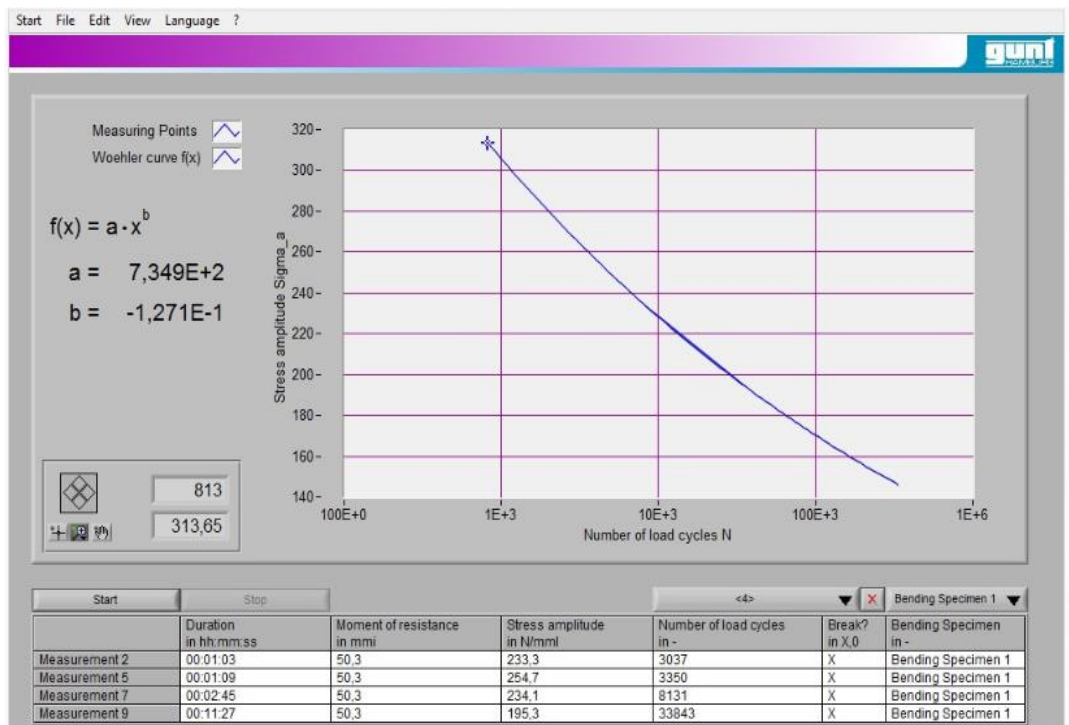 Start File Edit View Language ?
gunt
HAMBURG
Measuring Points
Woehler curve f(x)
f(x) = a · x^b
a = 7,349E+2
b = -1,271E-1
813
313,65
Stress amplitude Sigma_a
320
300
280
260
240
220
200
180
160
140
100E+0 1E+3 10E+3 100E+3 1E+6
Number of load cycles N
Start Stop <4> X Bending Specimen 1
Duration Moment of resistance Stress amplitude Number of load cycles Break? Bending Specimen
in hh:mm:ss in mmi in N/mml in - in X,0 in -
Measurement 2 00:01:03 50,3 233,3 3037 X Bending Specimen 1
Measurement 5 00:01:09 50,3 254,7 3350 X Bending Specimen 1
Measurement 7 00:02:45 50,3 234,1 8131 X Bending Specimen 1
Measurement 9 00:11:27 50,3 195,3 33843 X Bending Specimen 1